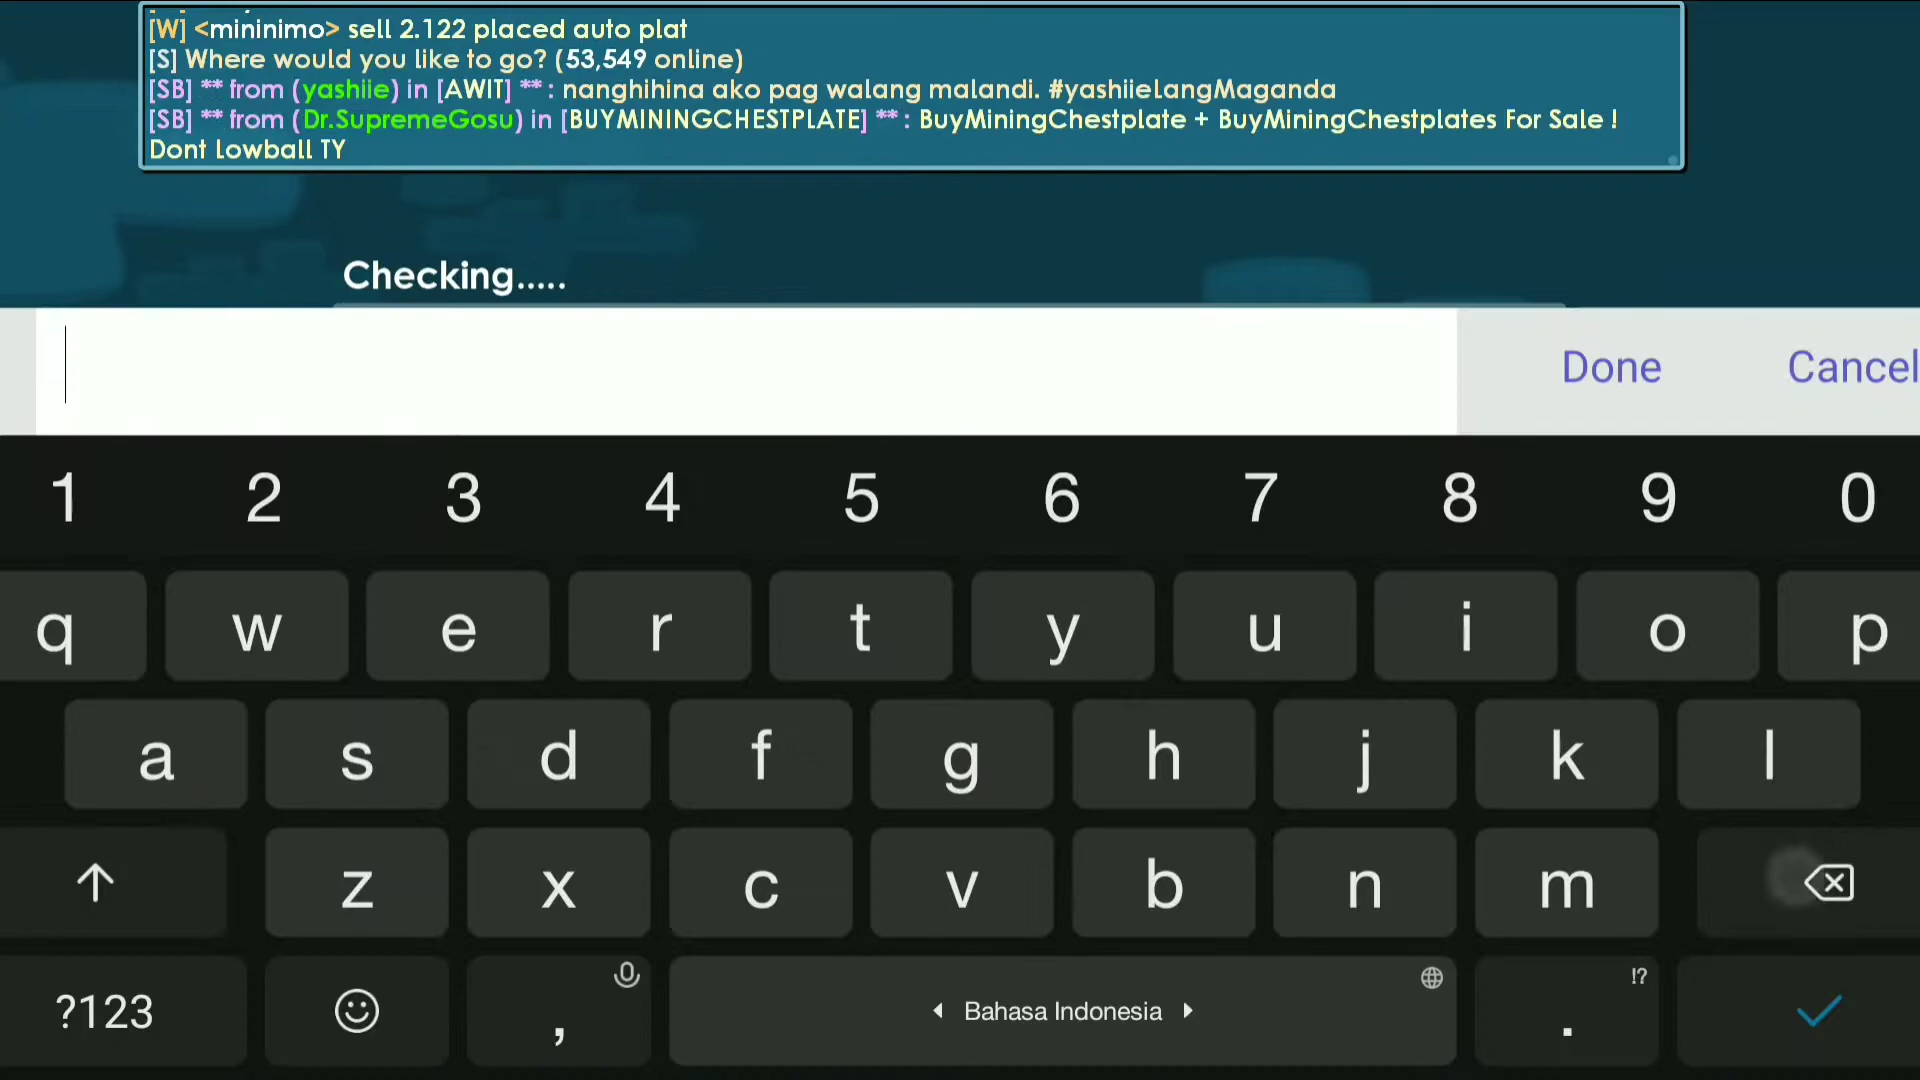 [W] <mininimo> sell 2.122 placed auto plat
[S] Where would you like to go? (53,549 online)
[SB] ** from (yashiie) in [AWIT] ** : nanghihina ako pag walang malandi. #yashiieLangMaganda
[SB] ** from (Dr.SupremeGosu) in [BUYMININGCHESTPLATE] ** : BuyMiningChestplate + BuyMiningChestplates For Sale !
Dont Lowball TY
Checking.....
Done Cancel
1 2 3 4 5 6 7 8 9 0
q w e r t y u i o p
a s d f g h j k l
z x c v b n m
!?
?123 , Bahasa Indonesia .